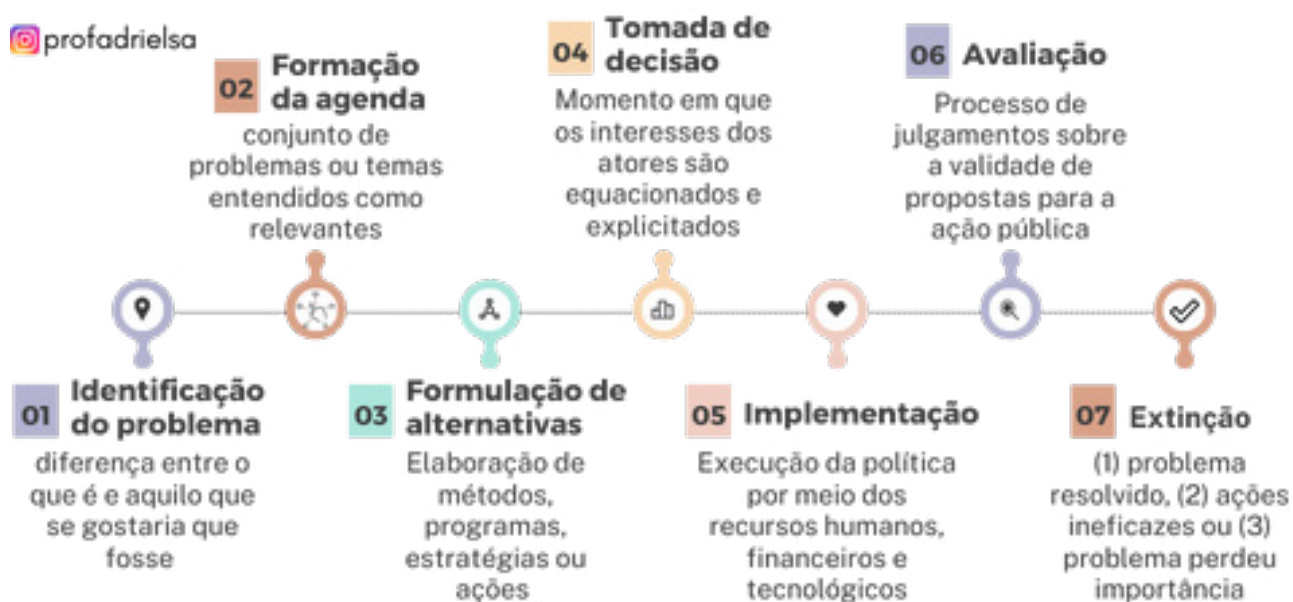 profadrielsa
01
Identificação
do problema
diferença entre o
que é e aquilo que
se gostaria que
fosse
02
Formação
da agenda
conjunto de
problemas ou temas
entendidos como
relevantes
03
Formulação de
alternativas
Elaboração de
métodos,
programas,
estratégias ou
ações
04
Tomada de
decisão
Momento em que
os interesses dos
atores são
equacionados e
explicitados
05
Implementação
Execução da política
por meio dos
recursos humanos,
financeiros e
tecnológicos
06
Avaliação
Processo de
julgamentos sobre
a validade de
propostas para a
ação pública
07
Extinção
(1) problema
resolvido, (2) ações
ineficazes ou (3)
problema perdeu
importância